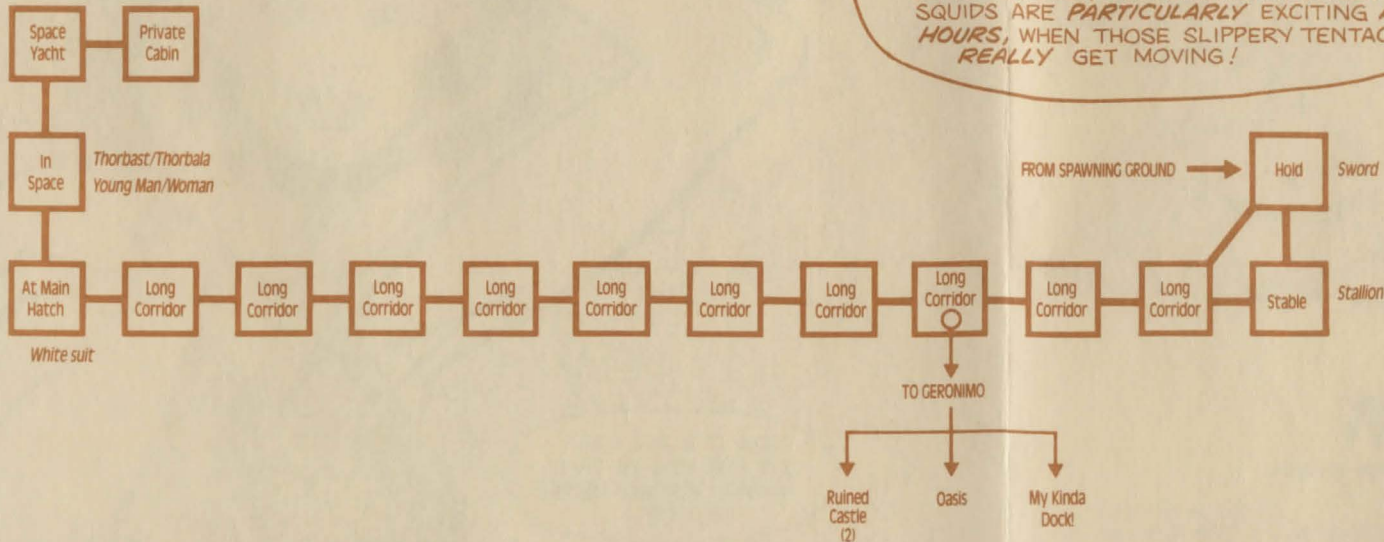 SQUIDS ARE PARTICULARLY EXCITING
HOURS, WHEN THOSE SLIPPERY
REALLY GET MOVING!
Space
Yacht
Private
Cabin
In
Space
Thorbast/Thorbala
Young Man/Woman
FROM SPAWNING GROUND
Hold
Sword
At Main
Hatch
Long
Corridor
Long
Corridor
Long
Corridor
Long
Corridor
Long
Corridor
Long
Corridor
Long
Corridor
Long
Corridor
Long
Corridor
Long
Corridor
Stable
Stallion
White suit
TO GERONIMO
Ruined
Castle
(2)
Oasis
My Kinda
Dock!